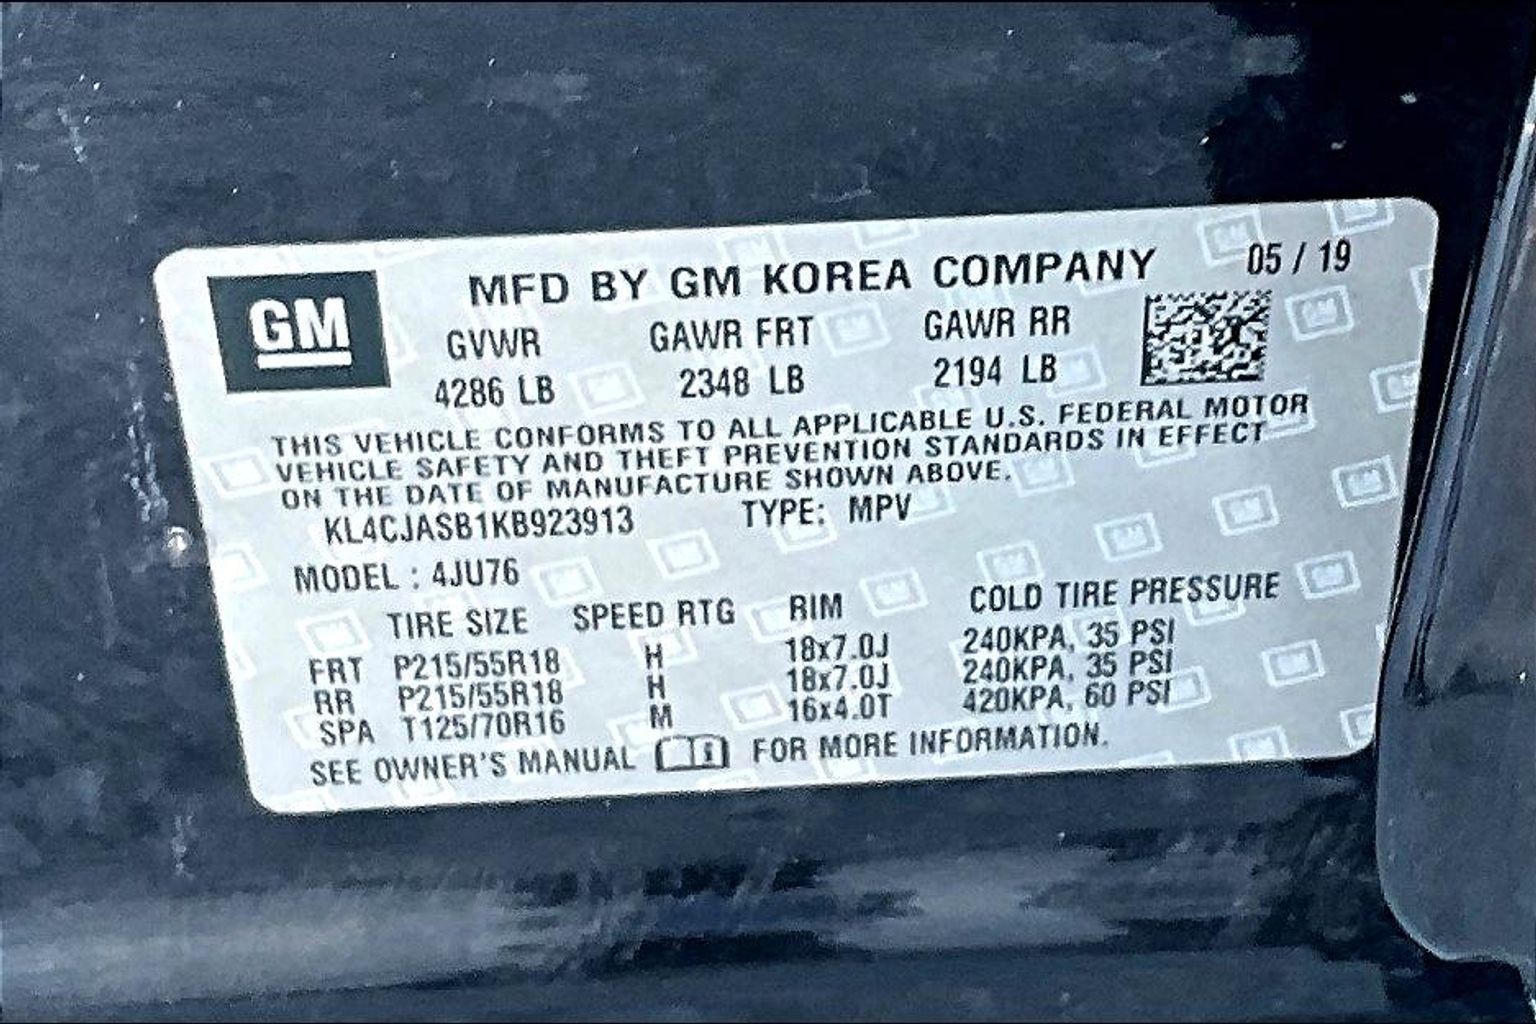 GM
MFD BY GM KOREA COMPANY 05 / 19
GVWR GAWR FRT GAWR RR
4286 LB 2348 LB 2194 LB
THIS VEHICLE CONFORMS TO ALL APPLICABLE U.S. FEDERAL MOTOR
VEHICLE SAFETY AND THEFT PREVENTION STANDARDS IN EFFECT
ON THE DATE OF MANUFACTURE SHOWN ABOVE.
KL4CJASB1KB923913 TYPE: MPV
MODEL : 4JU76
TIRE SIZE SPEED RTG RIM COLD TIRE PRESSURE
FRT P215/55R18 H 18x7.0J 240KPA, 35 PSI
RR P215/55R18 H 18x7.0J 240KPA, 35 PSI
SPA T125/70R16 M 16x4.0T 420KPA, 60 PSI
SEE OWNER'S MANUAL FOR MORE INFORMATION.